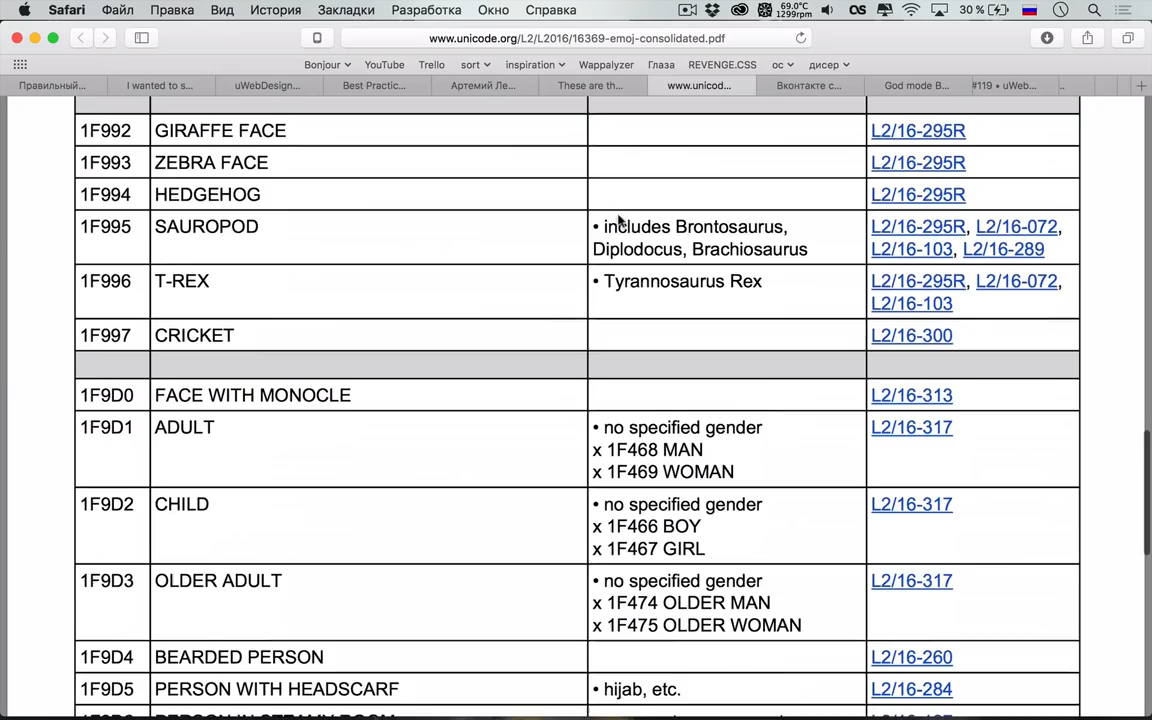 Safari Файл Правка Вид История Закладки Разработка Окно Справка 69.0°C 1299rpm 30 %
www.unicode.org/L2/L2016/16369-emoj-consolidated.pdf
Bonjour YouTube Trello sort inspiration Wappalyzer Глаза REVENGE.CSS ос дисер
Правильный... I wanted to s... uWebDesign... Best Practic... Артемий Ле... These are th... www.unicod... Вконтакте с... God mode B... #119 • uWeb...
1F992 GIRAFFE FACE L2/16-295R
1F993 ZEBRA FACE L2/16-295R
1F994 HEDGEHOG L2/16-295R
1F995 SAUROPOD • includes Brontosaurus, L2/16-295R, L2/16-072,
Diplodocus, Brachiosaurus L2/16-103, L2/16-289
1F996 T-REX • Tyrannosaurus Rex L2/16-295R, L2/16-072,
L2/16-103
1F997 CRICKET L2/16-300
1F9D0 FACE WITH MONOCLE L2/16-313
1F9D1 ADULT • no specified gender L2/16-317
x 1F468 MAN
x 1F469 WOMAN
1F9D2 CHILD • no specified gender L2/16-317
x 1F466 BOY
x 1F467 GIRL
1F9D3 OLDER ADULT • no specified gender L2/16-317
x 1F474 OLDER MAN
x 1F475 OLDER WOMAN
1F9D4 BEARDED PERSON L2/16-260
1F9D5 PERSON WITH HEADSCARF • hijab, etc. L2/16-284